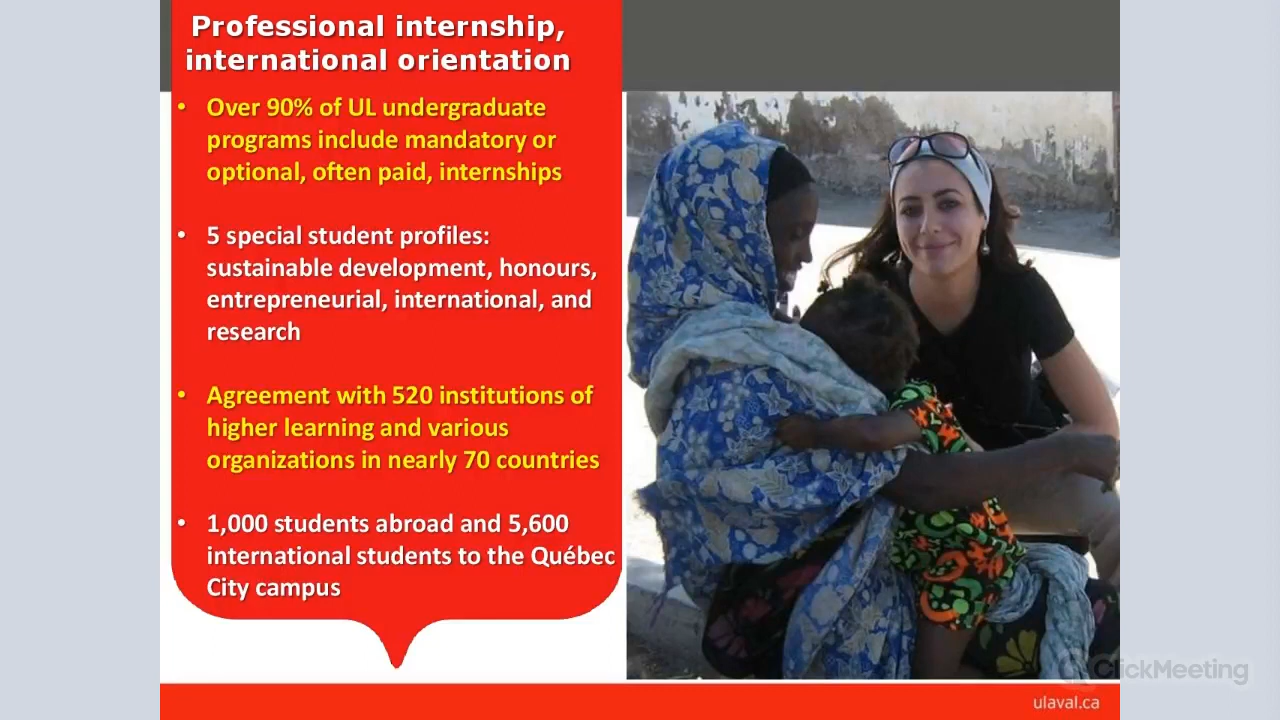 Professional internship,
international orientation
• Over 90% of UL undergraduate
programs include mandatory or
optional, often paid, internships
• 5 special student profiles:
sustainable development, honours,
entrepreneurial, international, and
research
• Agreement with 520 institutions of
higher learning and various
organizations in nearly 70 countries
• 1,000 students abroad and 5,600
international students to the Québec
City campus
ClickMeeting
ulaval.ca